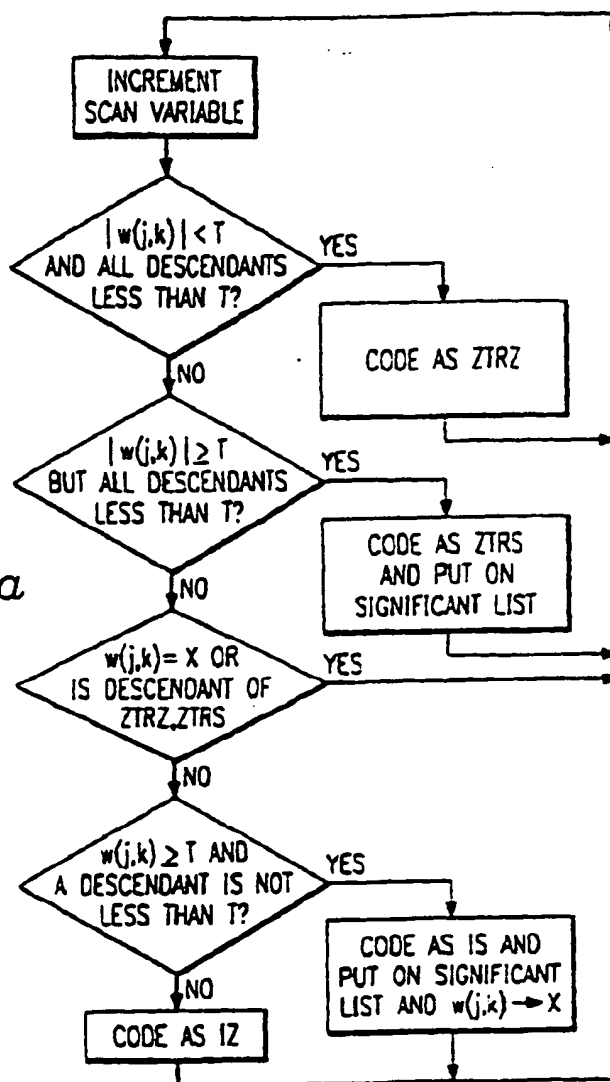 INCREMENT
SCAN VARIABLE
|w(j,k)| < T
AND ALL DESCENDANTS
LESS THAN T?
YES
CODE AS ZTRZ
NO
|w(j,k)| ≥ T
BUT ALL DESCENDANTS
LESS THAN T?
YES
CODE AS ZTRS
AND PUT ON
SIGNIFICANT LIST
a
NO
w(j,k)= X OR
IS DESCENDANT OF
ZTRZ,ZTRS
YES
NO
w(j,k) ≥ T AND
A DESCENDANT IS NOT
LESS THAN T?
YES
CODE AS IS AND
PUT ON SIGNIFICANT
LIST AND w(j,k) → X
NO
CODE AS IZ